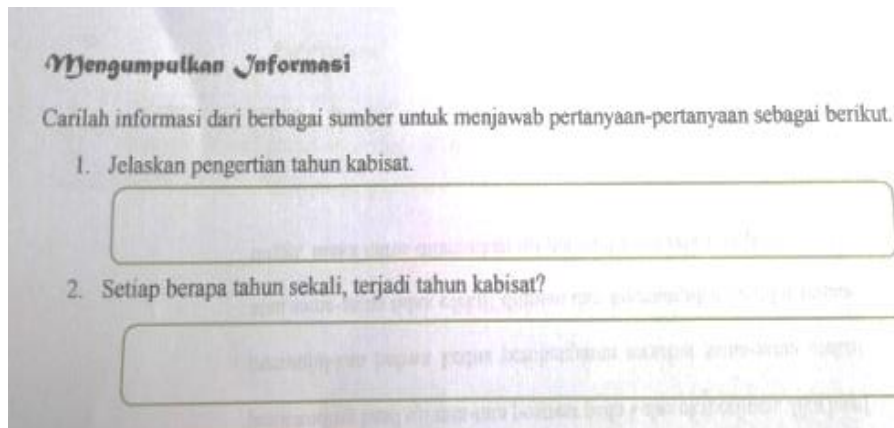 Mengumpulkan Informasi
Carilah informasi dari berbagai sumber untuk menjawab pertanyaan-pertanyaan sebagai berikut.
1. Jelaskan pengertian tahun kabisat.
2. Setiap berapa tahun sekali, terjadi tahun kabisat?